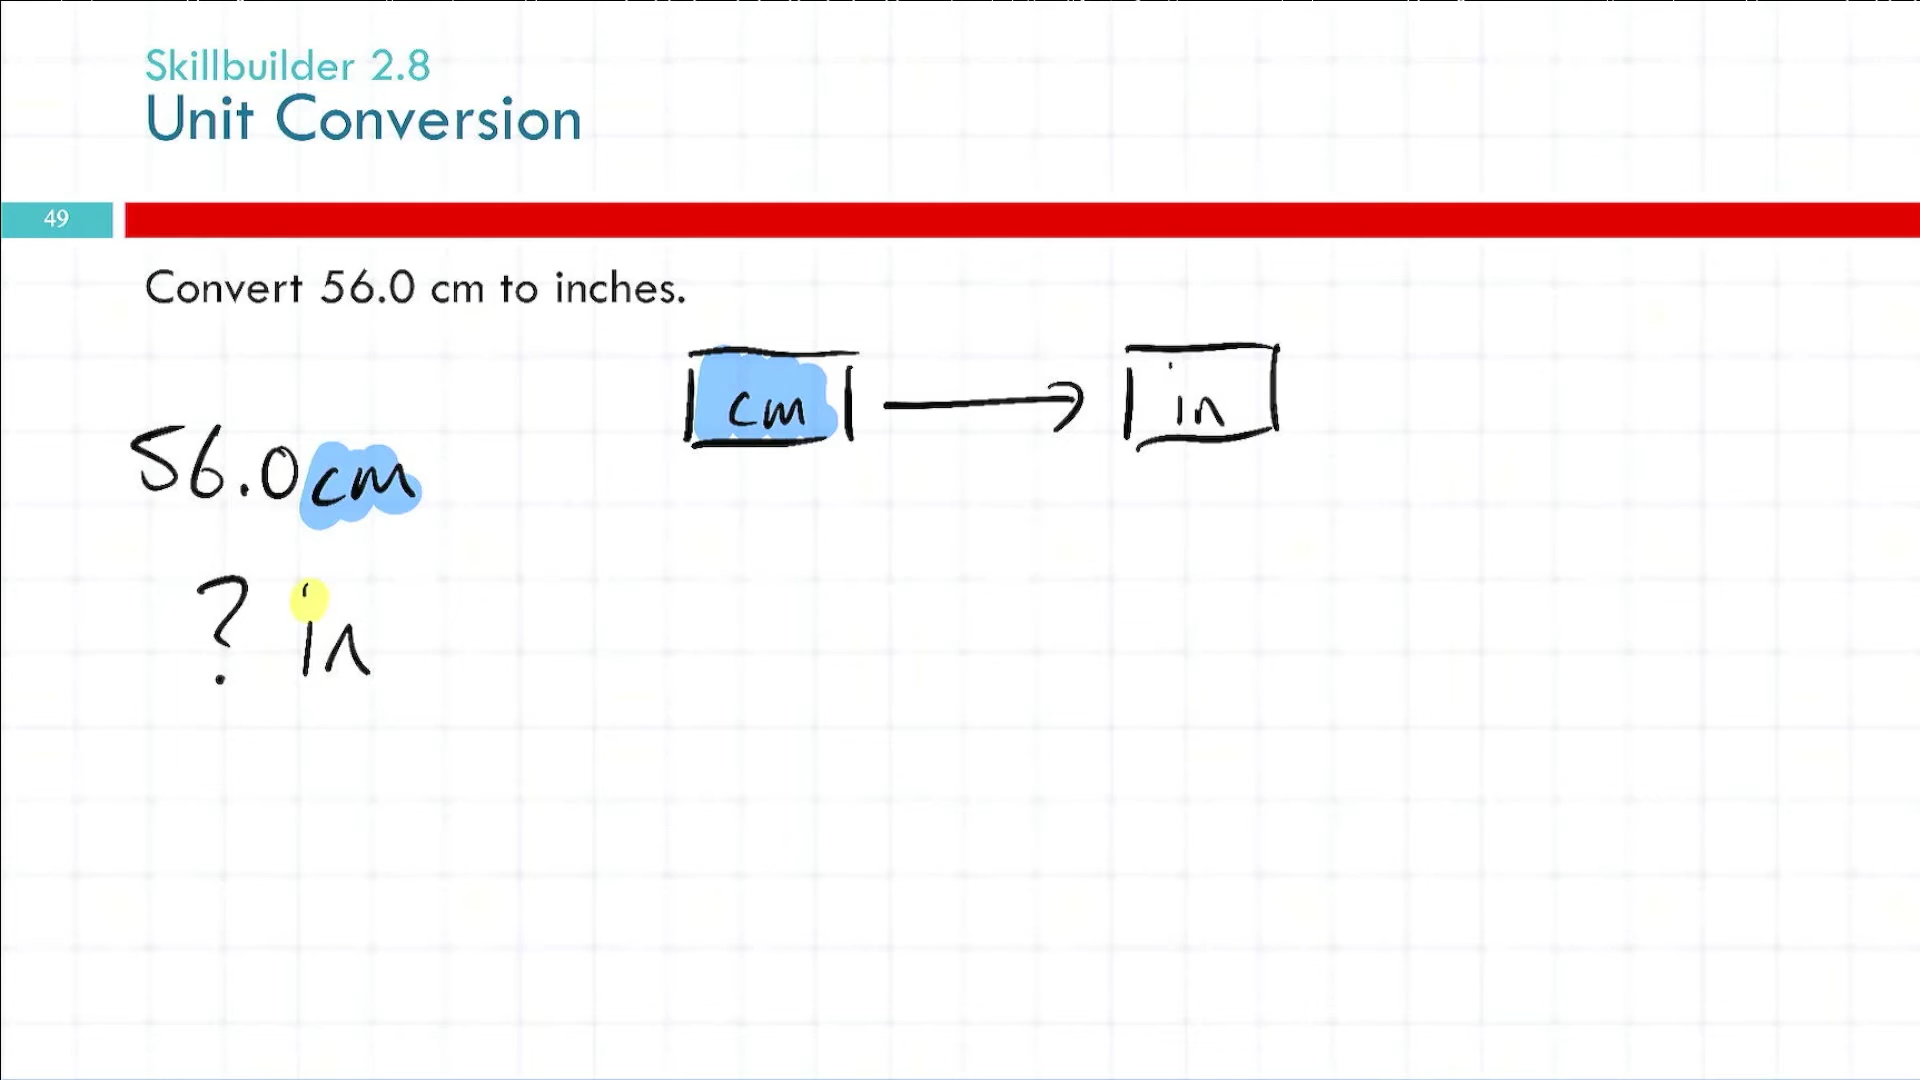 Skillbuilder 2.8
Unit Conversion
49
Convert 56.0 cm to inches.
cm → in
56.0 cm
? in